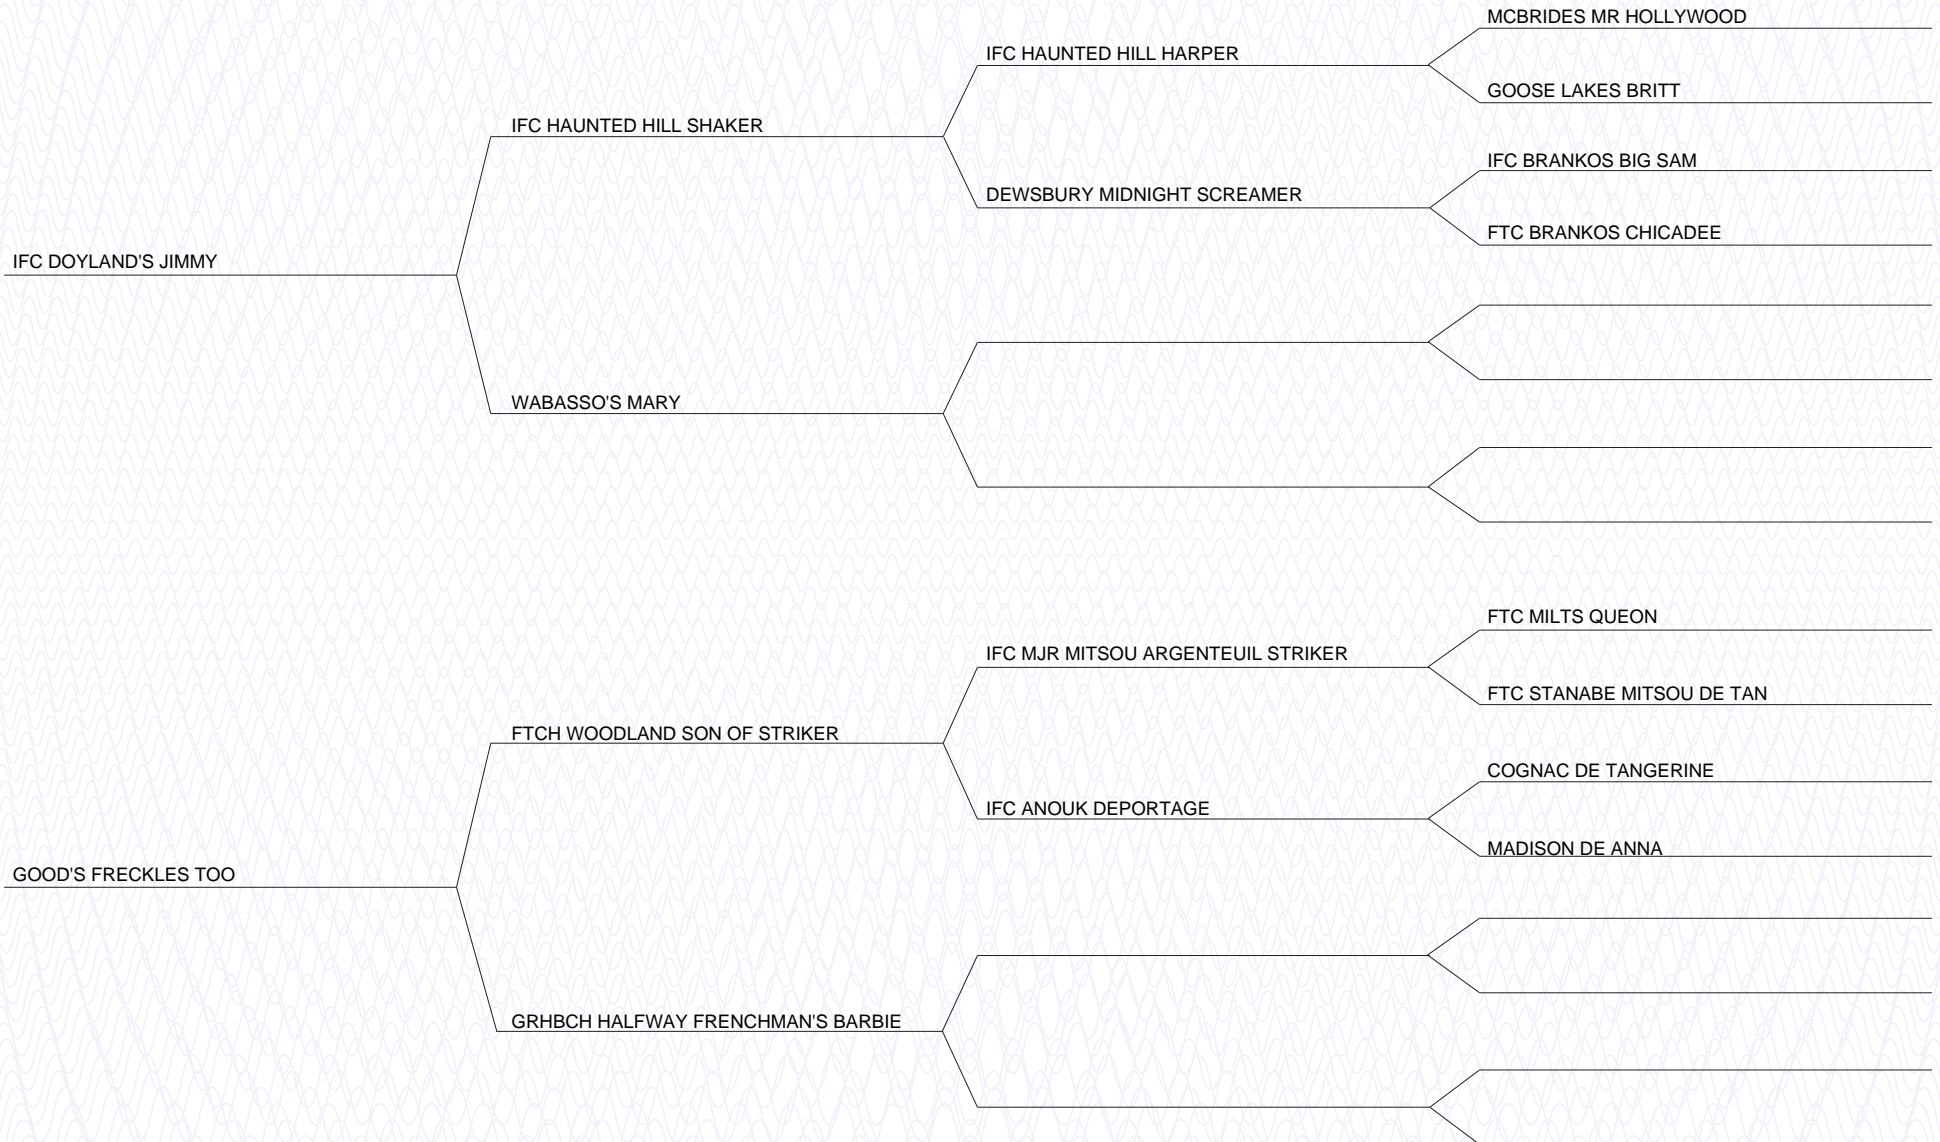 MCBRIDES MR HOLLYWOOD
IFC HAUNTED HILL HARPER
GOOSE LAKES BRITT
IFC HAUNTED HILL SHAKER
IFC BRANKOS BIG SAM
DEWSBURY MIDNIGHT SCREAMER
FTC BRANKOS CHICADEE
IFC DOYLAND'S JIMMY
WABASSO'S MARY
FTC MILTS QUEON
IFC MJR MITSOU ARGENTEUIL STRIKER
FTC STANABE MITSOU DE TAN
FTCH WOODLAND SON OF STRIKER
COGNAC DE TANGERINE
IFC ANOUK DEPORTAGE
MADISON DE ANNA
GOOD'S FRECKLES TOO
GRHBCH HALFWAY FRENCHMAN'S BARBIE